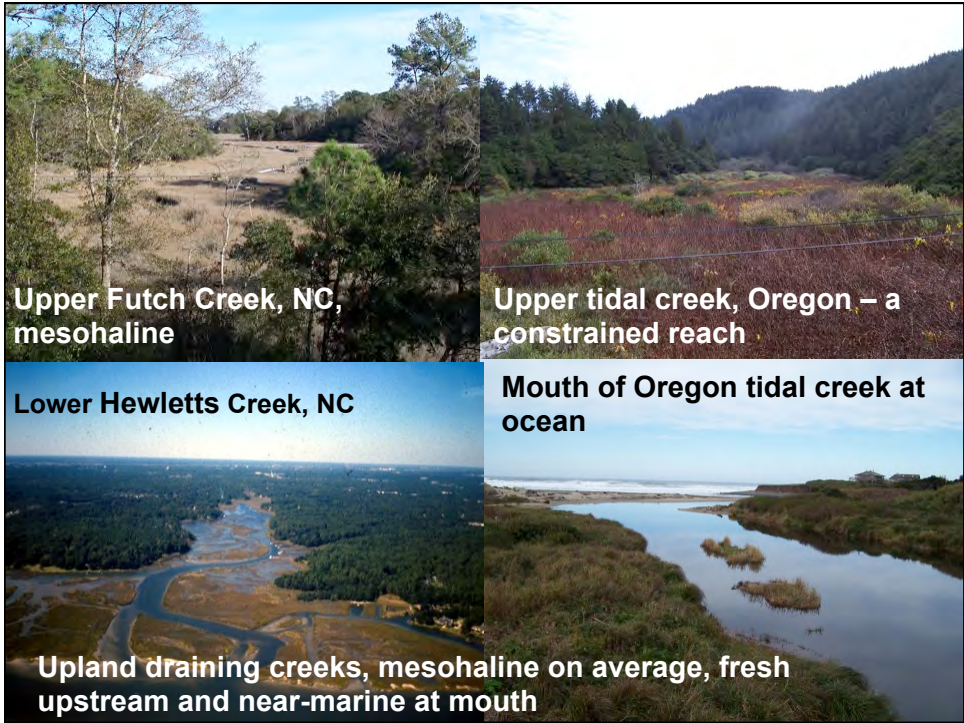 Upper Futch Creek, NC,
mesohaline
Upper tidal creek, Oregon – a
constrained reach
Lower Hewletts Creek, NC
Mouth of Oregon tidal creek at
ocean
Upland draining creeks, mesohaline on average, fresh
upstream and near-marine at mouth